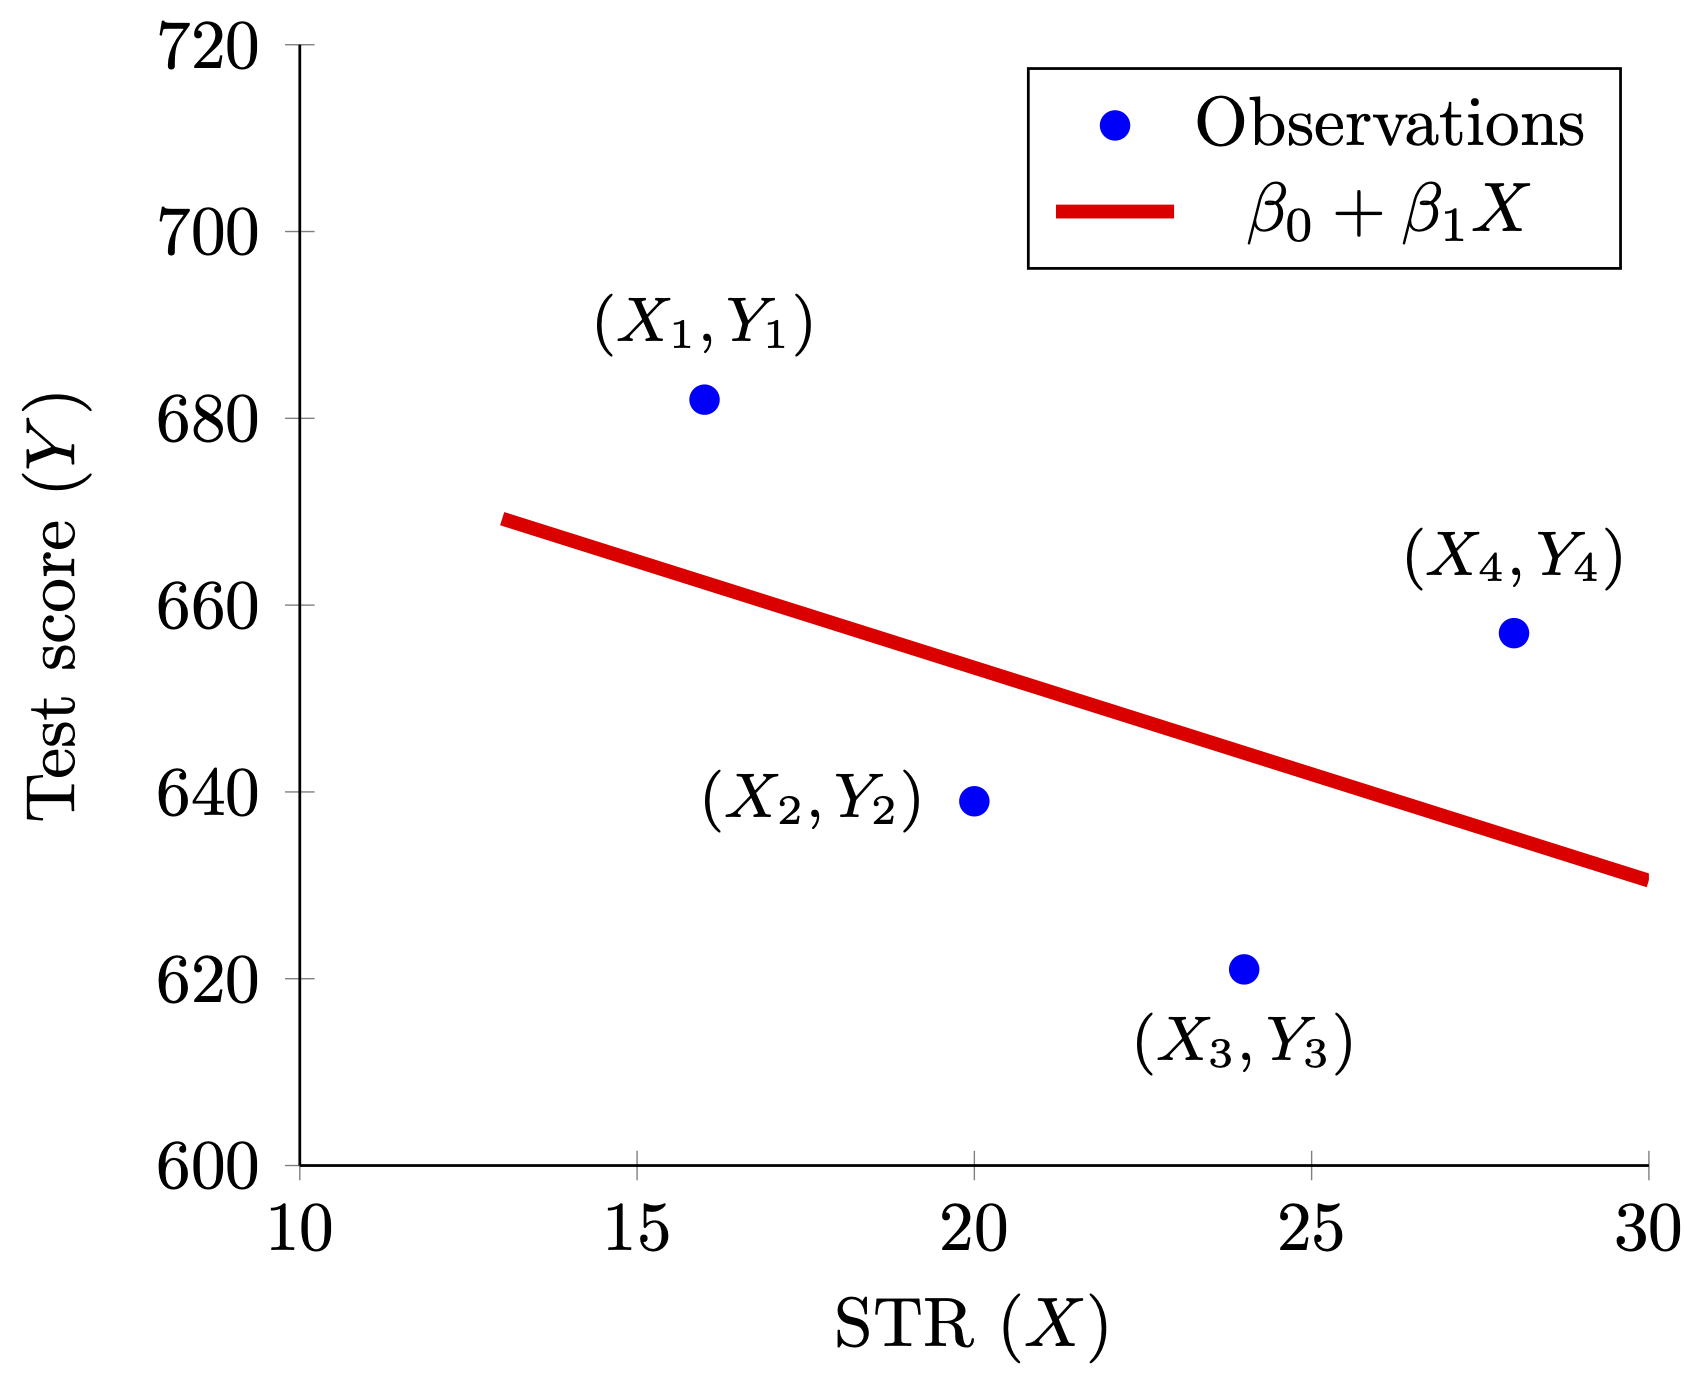 720
700
680
660
640
620
600
10 15 20 25 30
Test score (Y)
STR (X)
Observations
β₀ + β₁X
(X₁, Y₁)
(X₄, Y₄)
(X₂, Y₂)
(X₃, Y₃)